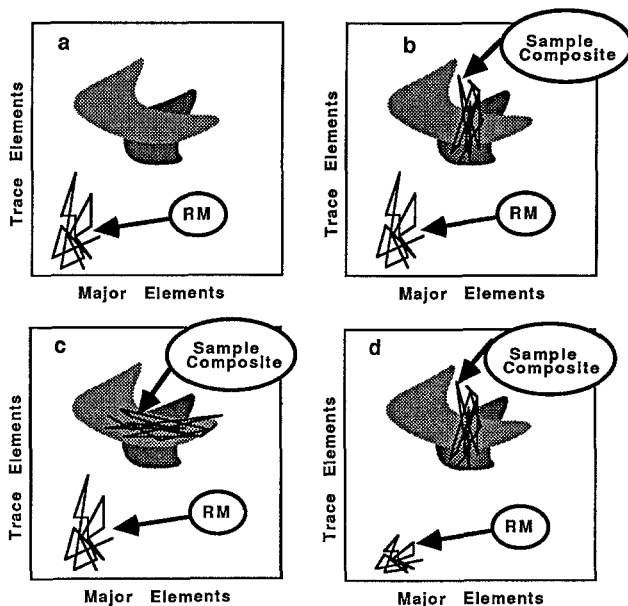 a
Trace Elements
RM
Major Elements
b
Sample
Composite
Trace Elements
RM
Major Elements
c
Sample
Composite
Trace Elements
RM
Major Elements
d
Sample
Composite
Trace Elements
RM
Major Elements